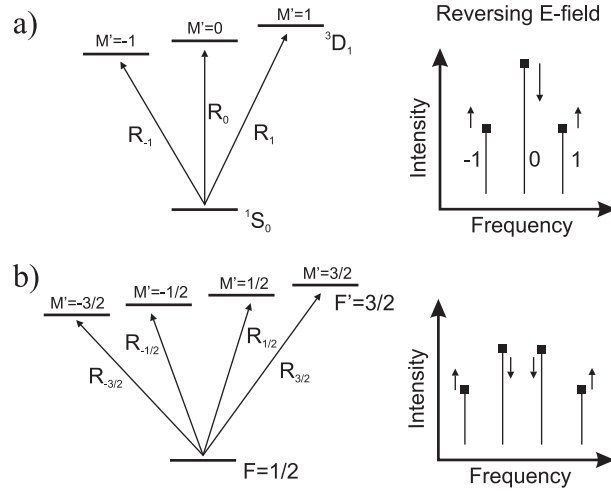 a)
M'=-1
M'=0
M'=1
³D₁
R₋₁
R₀
R₁
¹S₀
Reversing E-field
Intensity
-1
0
1
Frequency
b)
M'=-3/2
M'=-1/2
M'=1/2
M'=3/2
F'=3/2
R₋₃/₂
R₋₁/₂
R₁/₂
R₃/₂
F=1/2
Intensity
Frequency